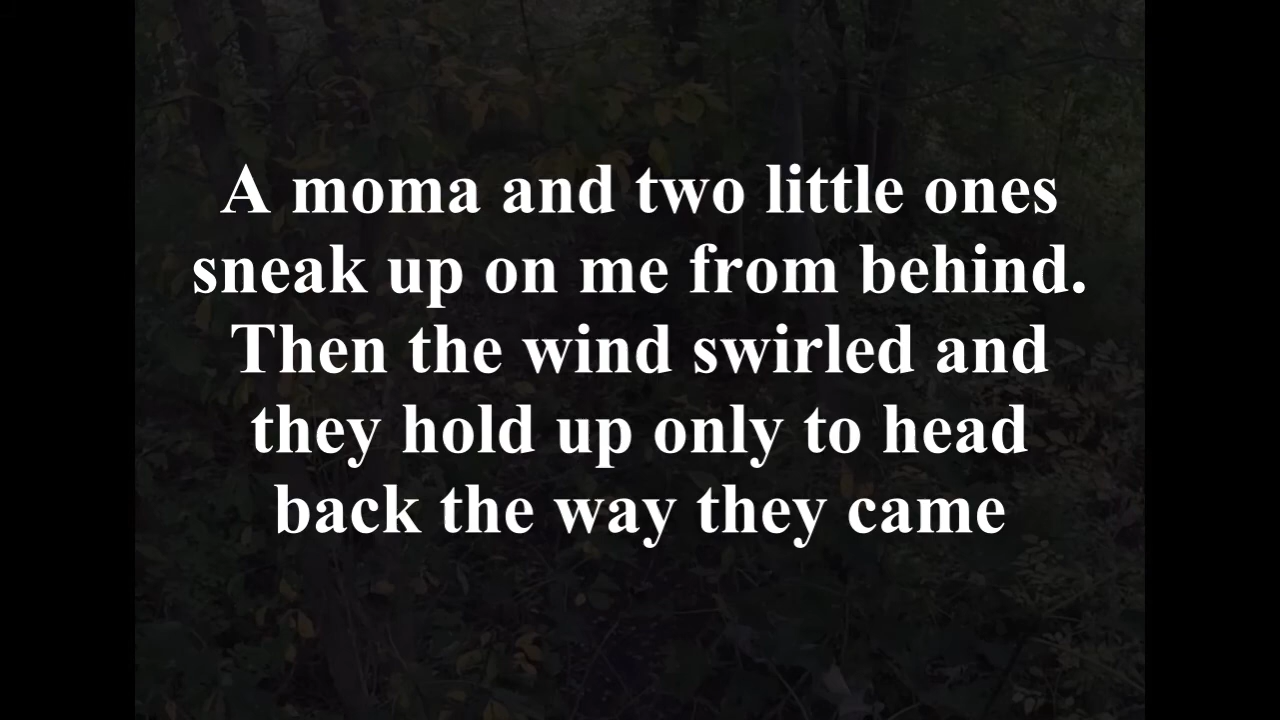 A moma and two little ones
sneak up on me from behind.
Then the wind swirled and
they hold up only to head
back the way they came